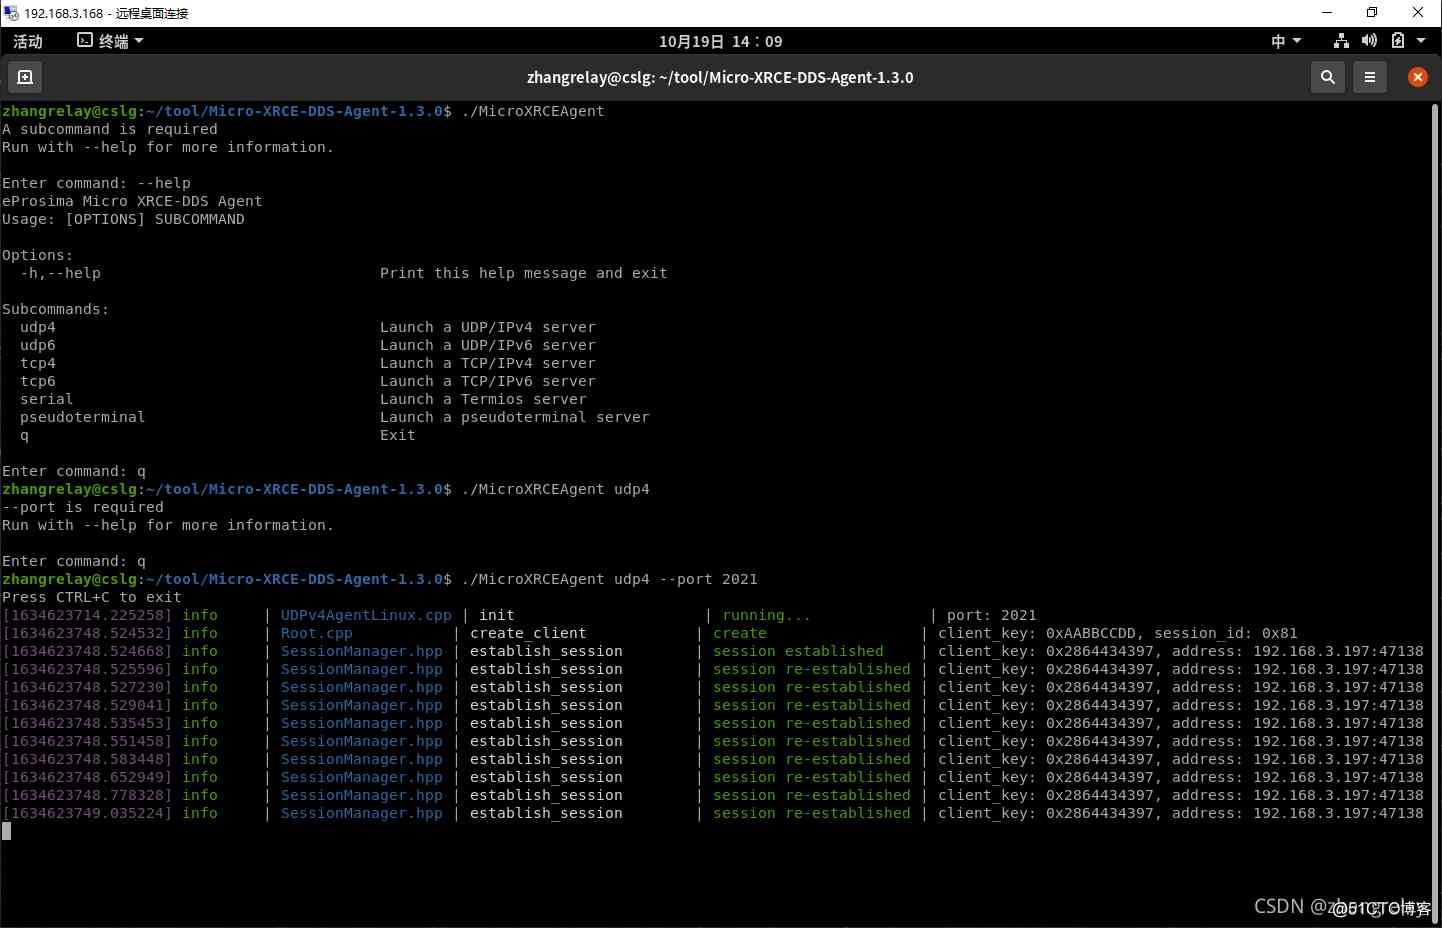 192.168.3.168 - 远程桌面连接
活动 终端 10月19日 14：09 中
zhangrelay@cslg: ~/tool/Micro-XRCE-DDS-Agent-1.3.0
zhangrelay@cslg:~/tool/Micro-XRCE-DDS-Agent-1.3.0$ ./MicroXRCEAgent
A subcommand is required
Run with --help for more information.
Enter command: --help
eProsima Micro XRCE-DDS Agent
Usage: [OPTIONS] SUBCOMMAND
Options:
-h,--help Print this help message and exit
Subcommands:
udp4 Launch a UDP/IPv4 server
udp6 Launch a UDP/IPv6 server
tcp4 Launch a TCP/IPv4 server
tcp6 Launch a TCP/IPv6 server
serial Launch a Termios server
pseudoterminal Launch a pseudoterminal server
q Exit
Enter command: q
zhangrelay@cslg:~/tool/Micro-XRCE-DDS-Agent-1.3.0$ ./MicroXRCEAgent udp4
--port is required
Run with --help for more information.
Enter command: q
zhangrelay@cslg:~/tool/Micro-XRCE-DDS-Agent-1.3.0$ ./MicroXRCEAgent udp4 --port 2021
Press CTRL+C to exit
[1634623714.225258] info | UDPv4AgentLinux.cpp | init | running... | port: 2021
[1634623748.524532] info | Root.cpp | create_client | create | client_key: 0xAABBCCDD, session_id: 0x81
[1634623748.524668] info | SessionManager.hpp | establish_session | session established | client_key: 0x2864434397, address: 192.168.3.197:47138
[1634623748.525596] info | SessionManager.hpp | establish_session | session re-established | client_key: 0x2864434397, address: 192.168.3.197:47138
[1634623748.527230] info | SessionManager.hpp | establish_session | session re-established | client_key: 0x2864434397, address: 192.168.3.197:47138
[1634623748.529041] info | SessionManager.hpp | establish_session | session re-established | client_key: 0x2864434397, address: 192.168.3.197:47138
[1634623748.535453] info | SessionManager.hpp | establish_session | session re-established | client_key: 0x2864434397, address: 192.168.3.197:47138
[1634623748.551458] info | SessionManager.hpp | establish_session | session re-established | client_key: 0x2864434397, address: 192.168.3.197:47138
[1634623748.583448] info | SessionManager.hpp | establish_session | session re-established | client_key: 0x2864434397, address: 192.168.3.197:47138
[1634623748.652949] info | SessionManager.hpp | establish_session | session re-established | client_key: 0x2864434397, address: 192.168.3.197:47138
[1634623748.778328] info | SessionManager.hpp | establish_session | session re-established | client_key: 0x2864434397, address: 192.168.3.197:47138
[1634623749.035224] info | SessionManager.hpp | establish_session | session re-established | client_key: 0x2864434397, address: 192.168.3.197:47138
CSDN
@51CTO博客